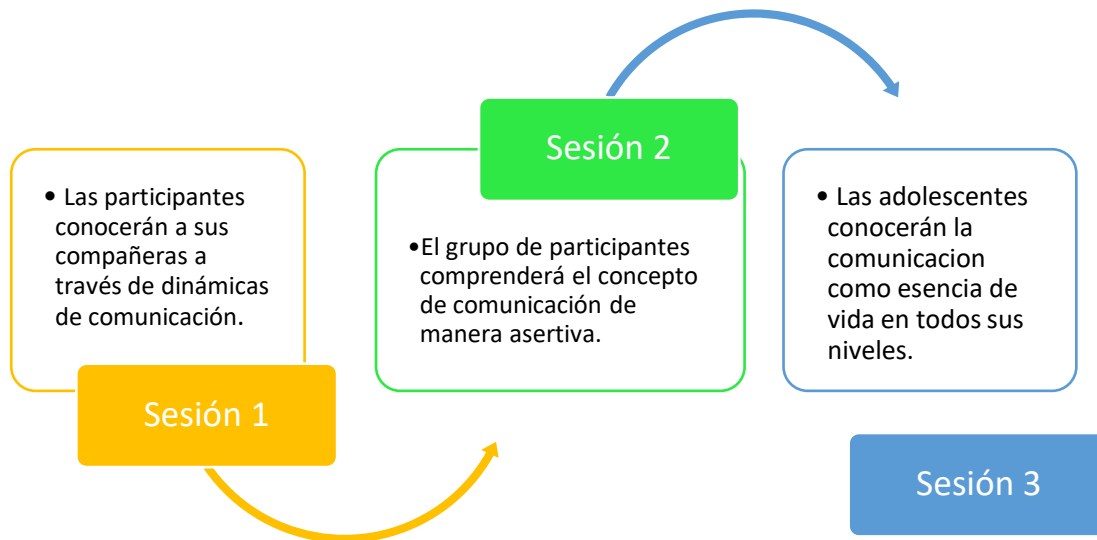 • Las participantes
conocerán a sus
compañeras a
través de dinámicas
de comunicación.
Sesión 1
Sesión 2
•El grupo de participantes
comprenderá el concepto
de comunicación de
manera asertiva.
• Las adolescentes
conocerán la
comunicacion
como esencia de
vida en todos sus
niveles.
Sesión 3